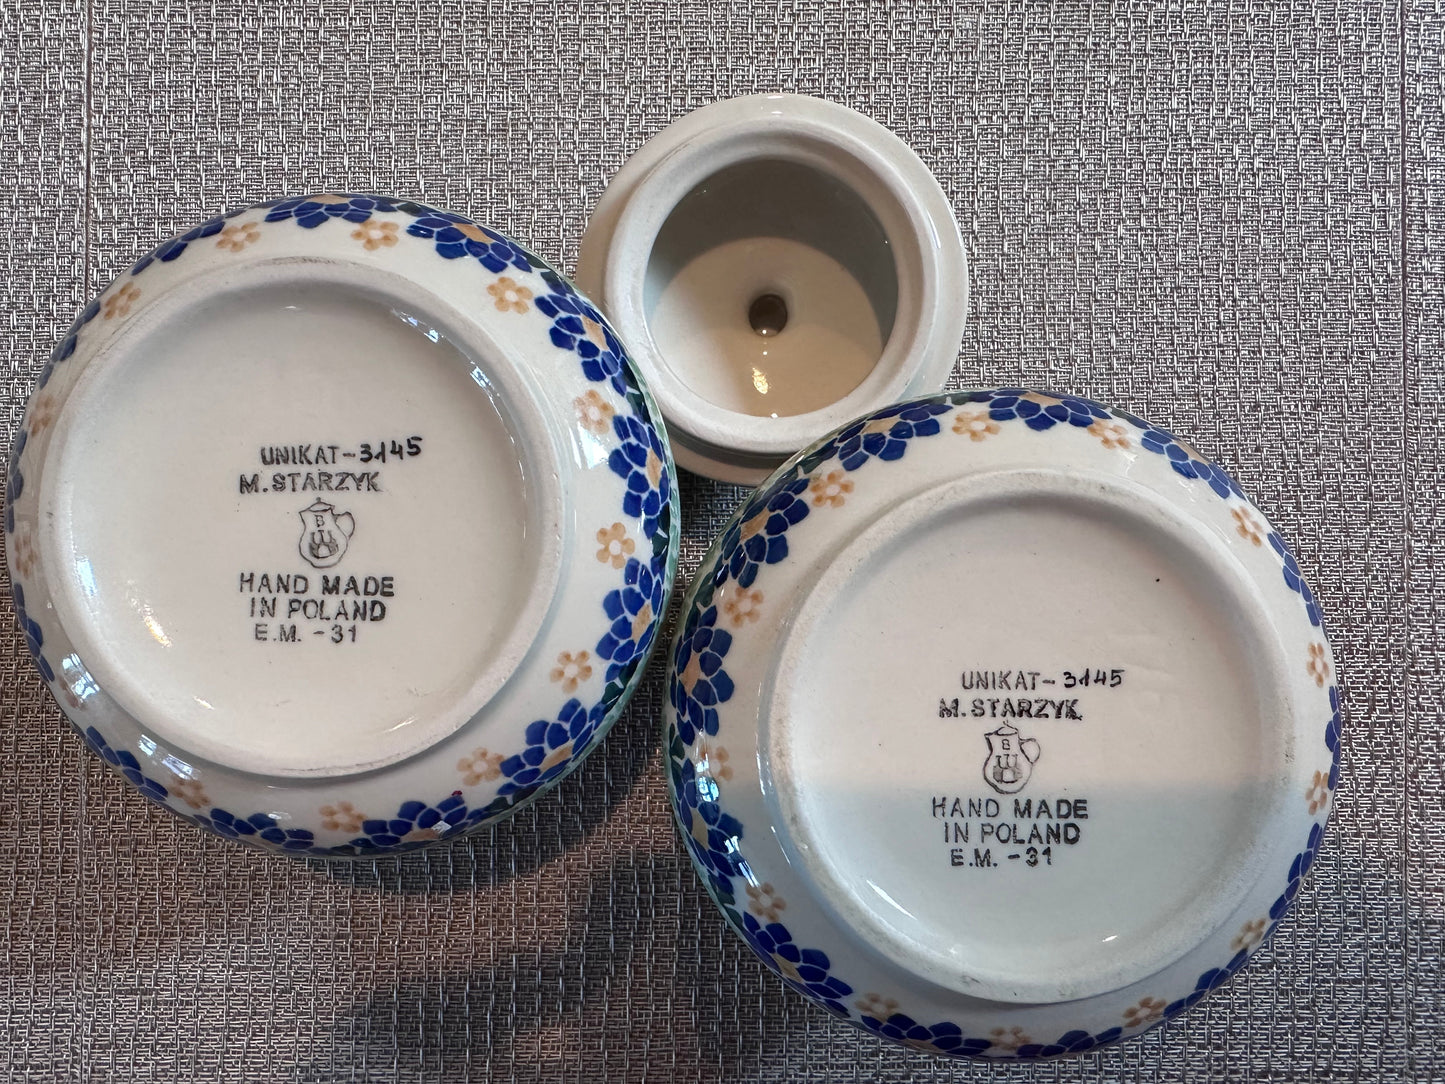 UNIKAT-3145
M.STARZYK
B
HAND MADE
IN POLAND
E.M. -31
UNIKAT-3145
M.STARZYK
B
HAND MADE
IN POLAND
E.M. -31